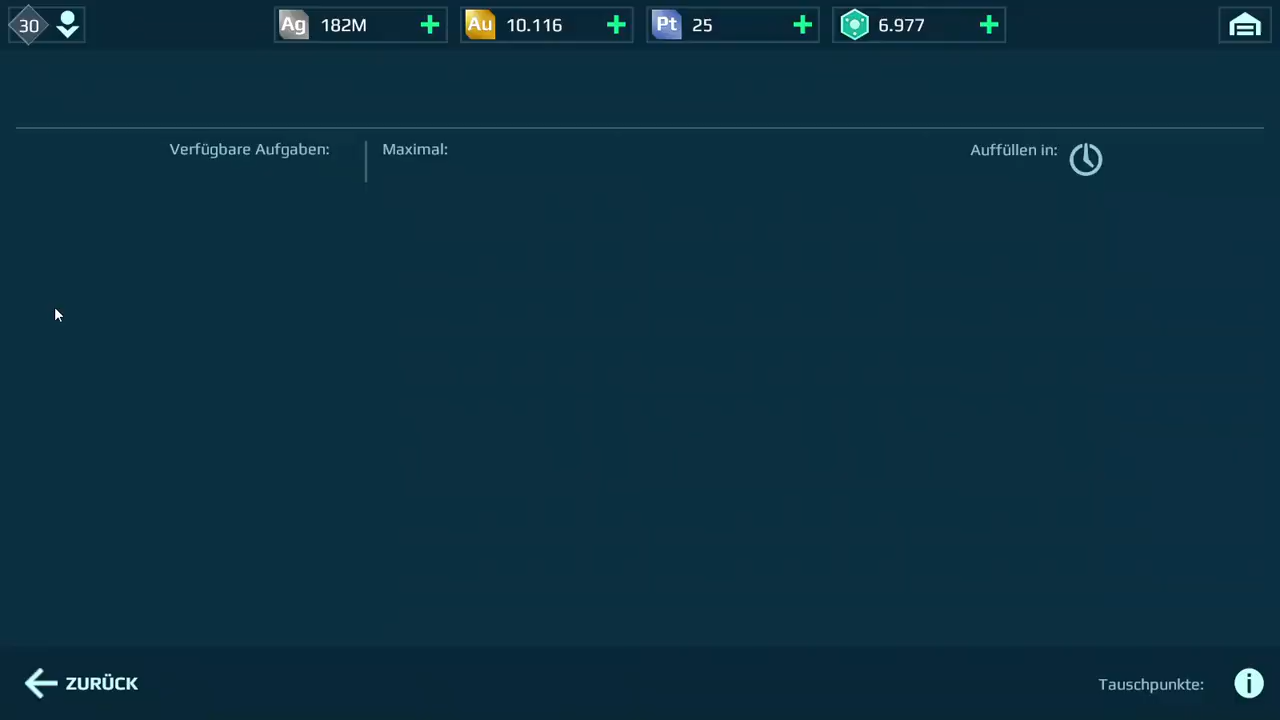 30
Ag 182M +
Au 10.116 +
Pt 25 +
6.977 +
Verfügbare Aufgaben:
Maximal:
Auffüllen in:
ZURÜCK
Tauschpunkte:
i